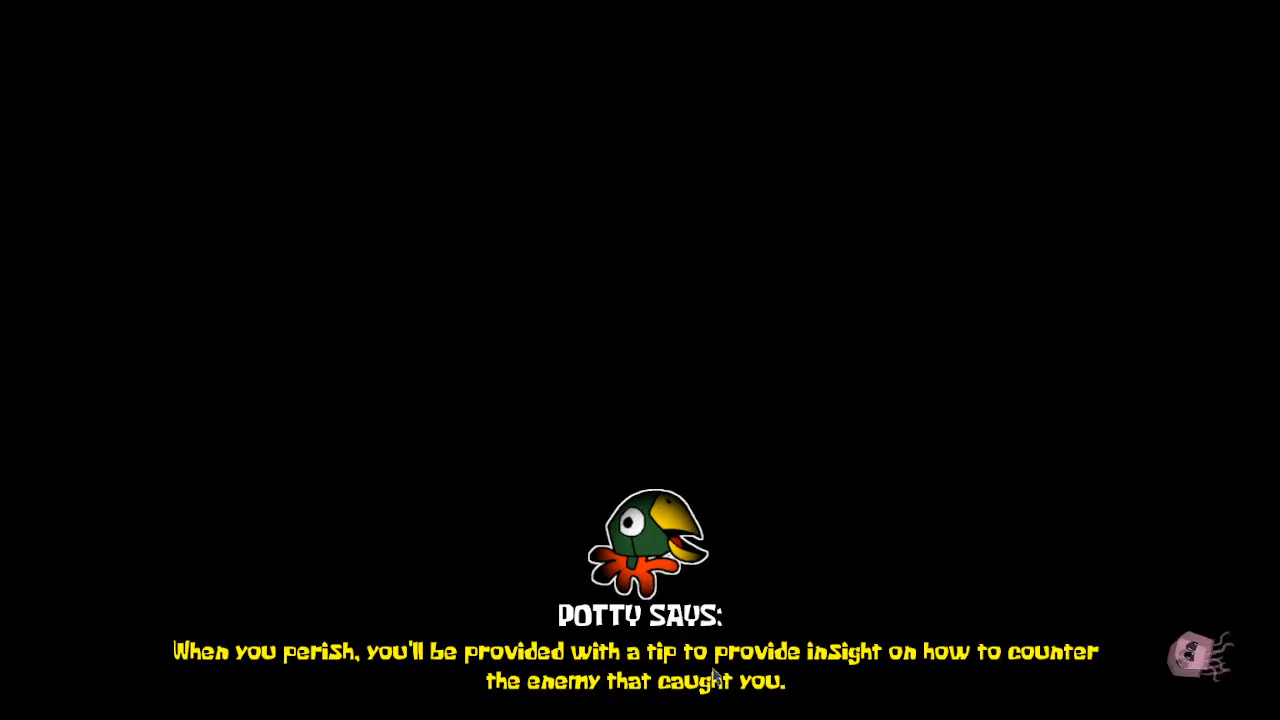 POTTY SAYS:
When you perish, you'll be provided with a tip to provide insight on how to counter
the enemy that caught you.